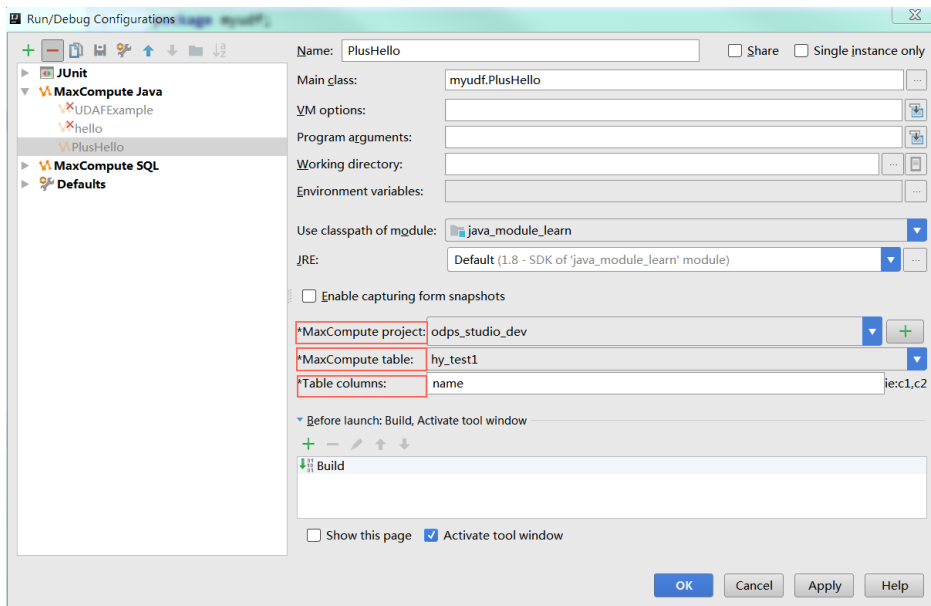 Run/Debug Configurations
Name: PlusHello Share Single instance only
JUnit
MaxCompute Java
UDAFExample
hello
PlusHello
MaxCompute SQL
Defaults
Main class: myudf.PlusHello ...
VM options:
Program arguments:
Working directory: ...
Environment variables: ...
Use classpath of module: java_module_learn
JRE: Default (1.8 - SDK of 'java_module_learn' module) ...
Enable capturing form snapshots
*MaxCompute project: odps_studio_dev
*MaxCompute table: hy_test1
*Table columns: name ie:c1,c2
Before launch: Build, Activate tool window
Build
Show this page Activate tool window
OK Cancel Apply Help